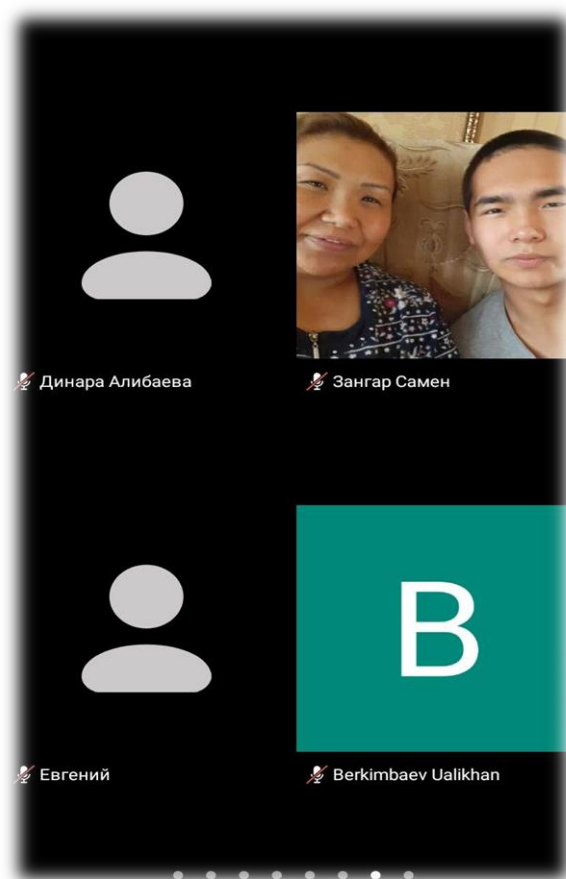 Динара Алибаева
Зангар Самен
B
Евгений
Berkimbaev Ualikhan